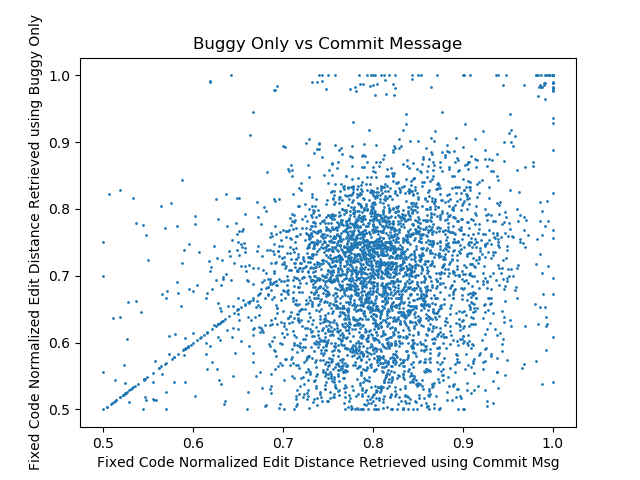 Buggy Only vs Commit Message
Fixed Code Normalized Edit Distance Retrieved using Buggy Only
1.0
0.9
0.8
0.7
0.6
0.5
0.5 0.6 0.7 0.8 0.9 1.0
Fixed Code Normalized Edit Distance Retrieved using Commit Msg